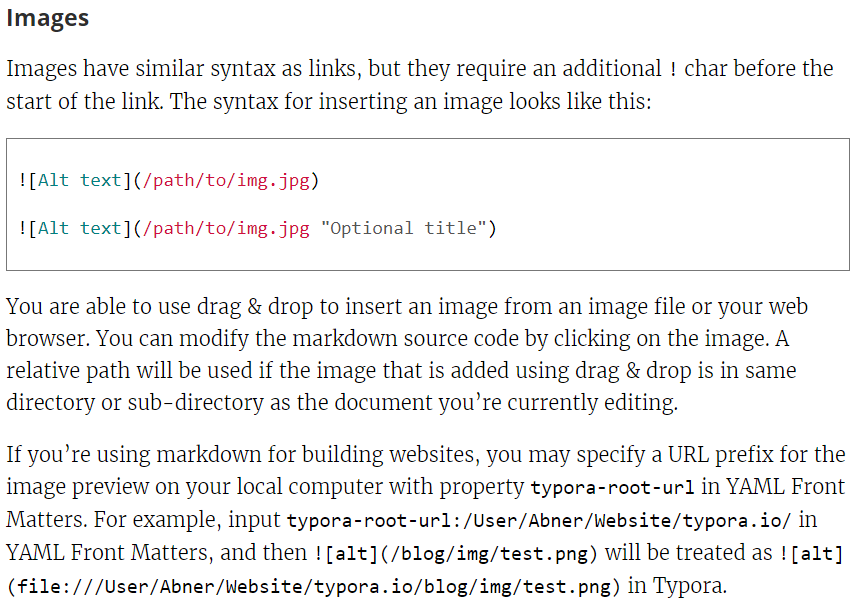 Images
Images have similar syntax as links, but they require an additional ! char before the
start of the link. The syntax for inserting an image looks like this:
![Alt text](/path/to/img.jpg)
![Alt text](/path/to/img.jpg "Optional title")
You are able to use drag & drop to insert an image from an image file or your web
browser. You can modify the markdown source code by clicking on the image. A
relative path will be used if the image that is added using drag & drop is in same
directory or sub-directory as the document you’re currently editing.
If you’re using markdown for building websites, you may specify a URL prefix for the
image preview on your local computer with property typora-root-url in YAML Front
Matters. For example, input typora-root-url:/User/Abner/Website/typora.io/ in
YAML Front Matters, and then ![alt](/blog/img/test.png) will be treated as ![alt]
(file:///User/Abner/Website/typora.io/blog/img/test.png) in Typora.